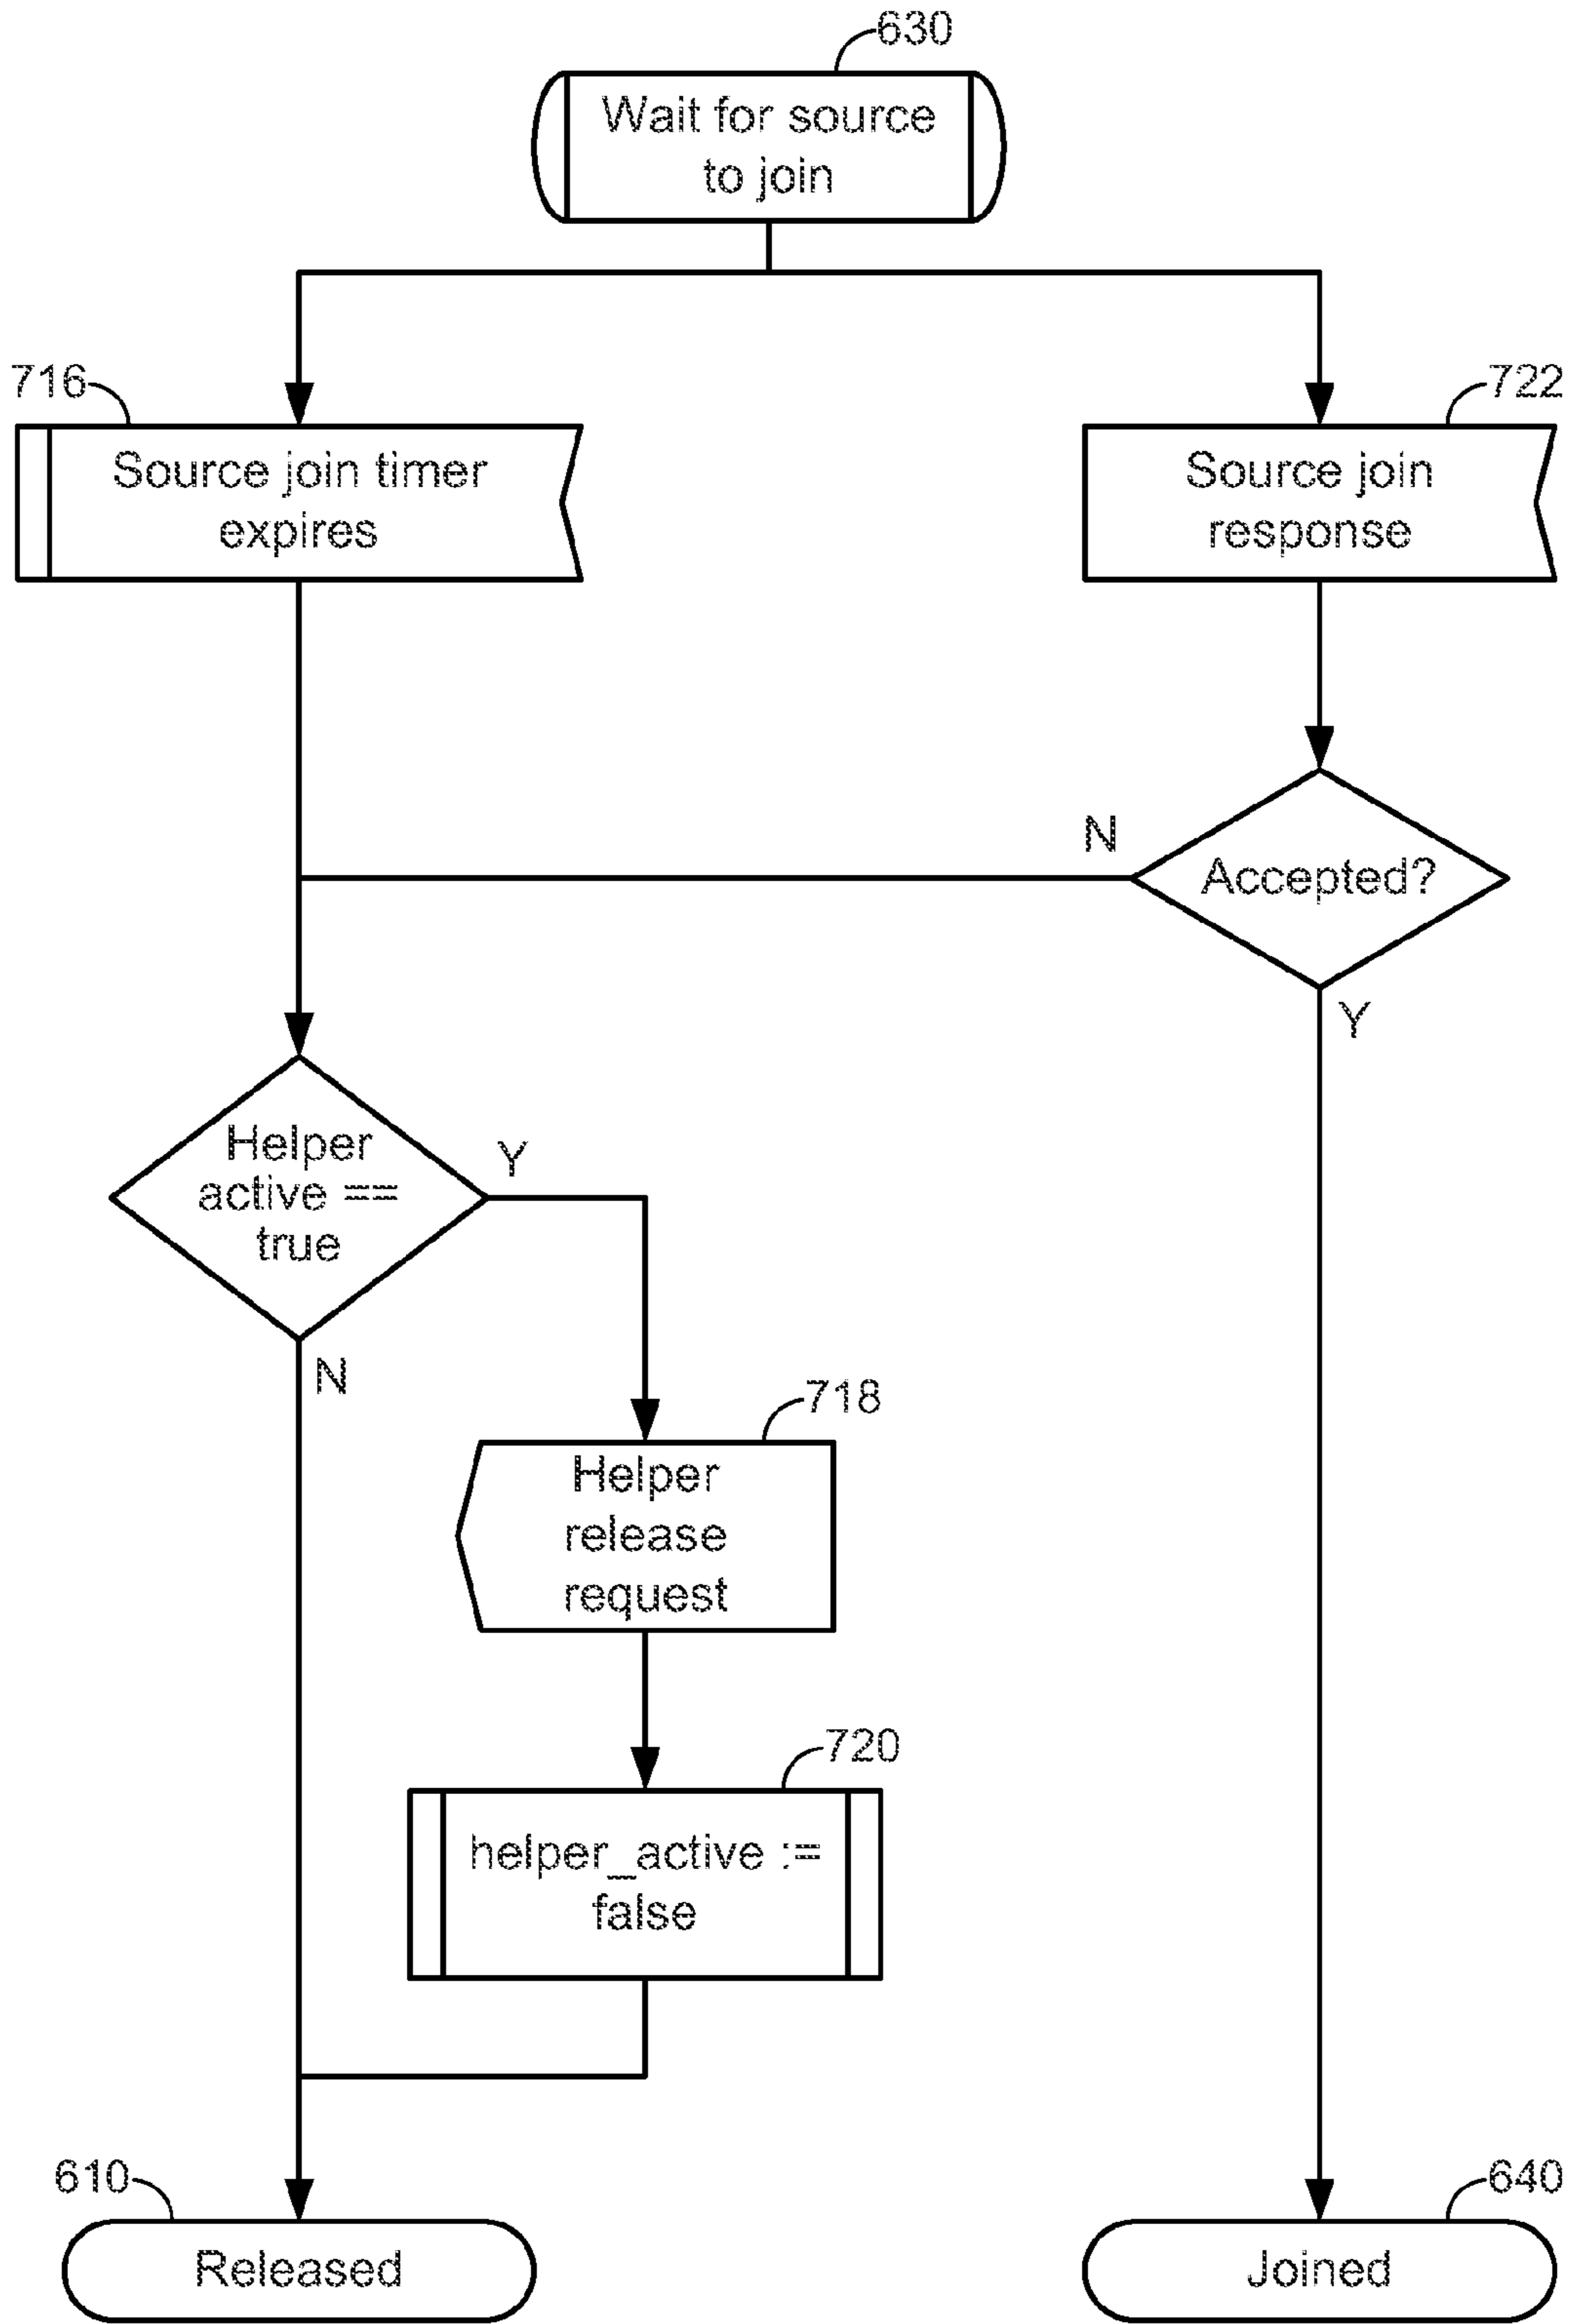 630
Wait for source
to join
716
722
Source join timer
expires
Source join
response
N
Accepted?
Y
Helper
active ==
true
Y
N
718
Helper
release
request
720
helper_active :=
false
610
640
Released
Joined